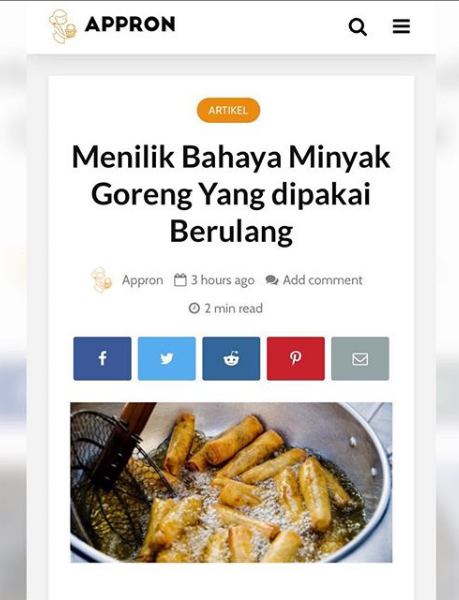 APPRON
ARTIKEL
Menilik Bahaya Minyak
Goreng Yang dipakai
Berulang
Appron 3 hours ago Add comment
2 min read